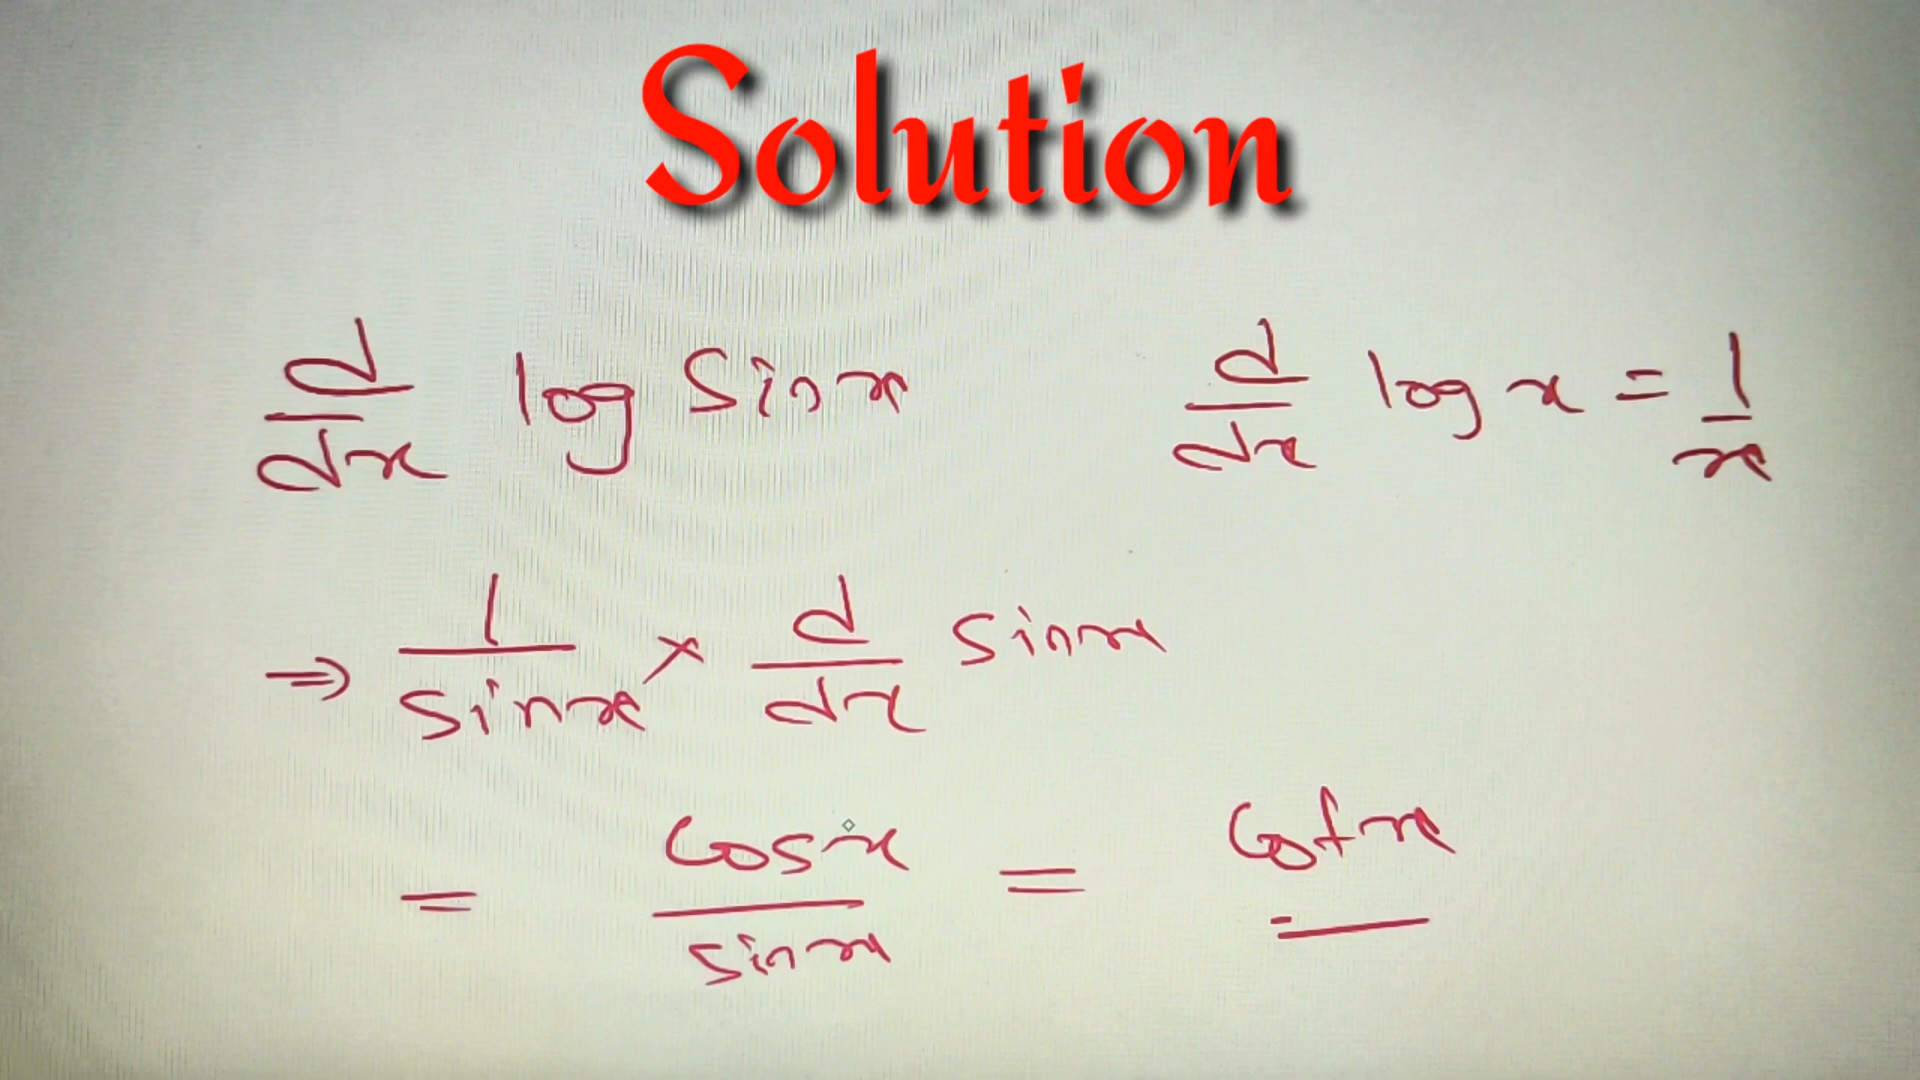 Solution
d/dx log Sinx    d/dx log x = 1/x
⇒ 1/sinx × d/dx sinx
= Cosx/sinx = Cotx